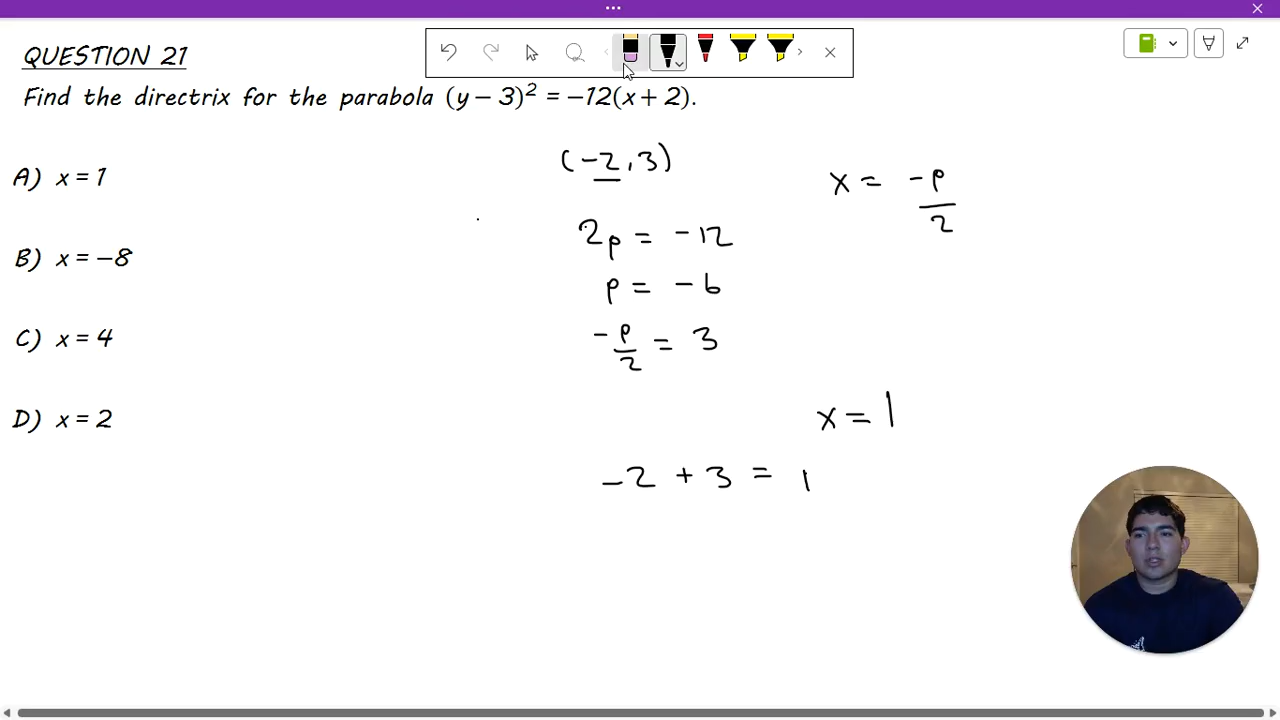 QUESTION 21
Find the directrix for the parabola (y − 3)² = −12(x + 2).
A) x = 1
B) x = −8
C) x = 4
D) x = 2
(-2, 3)
2p = -12
p = -6
-p/2 = 3
x = -p/2
x = 1
-2 + 3 = 1